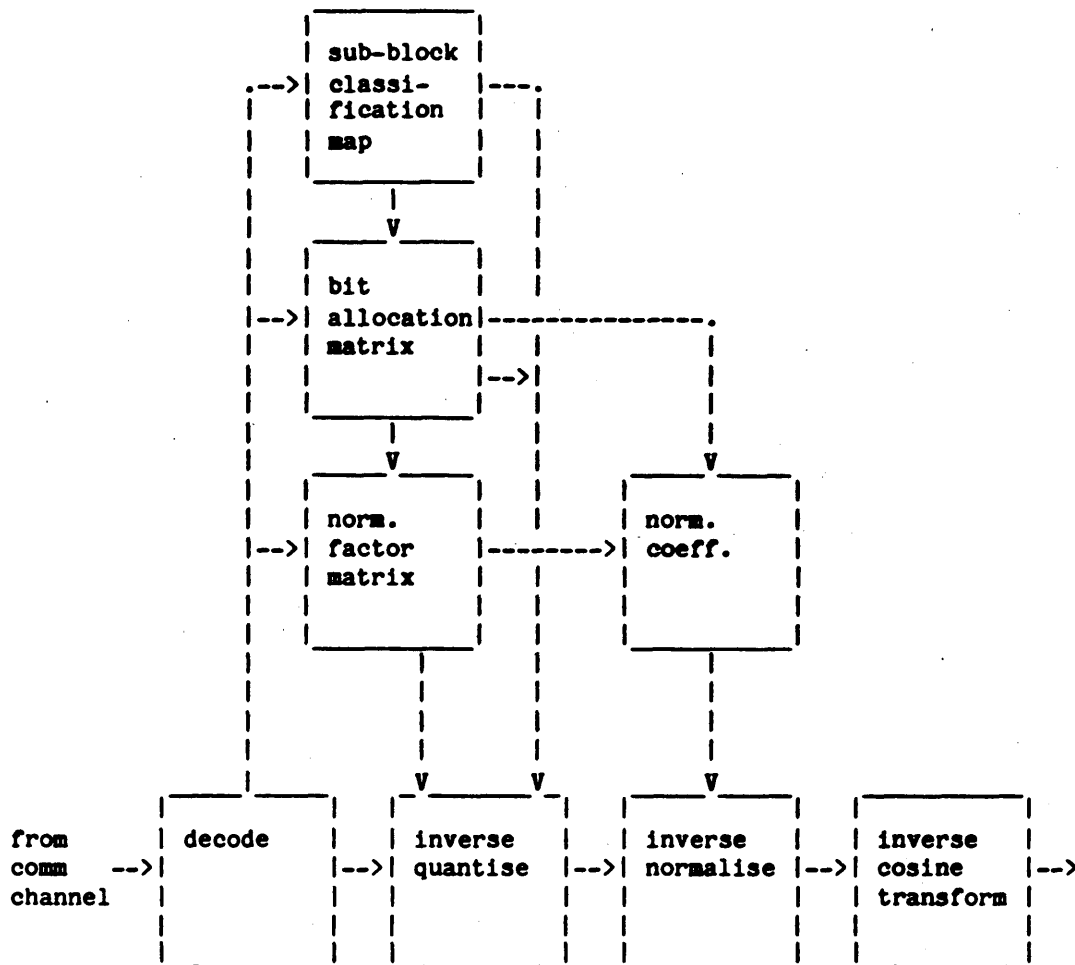 sub-block
classi-
fication
map
bit
allocation
matrix
norm.
factor
matrix
norm.
coeff.
from
comm
channel
decode
inverse
quantise
inverse
normalise
inverse
cosine
transform